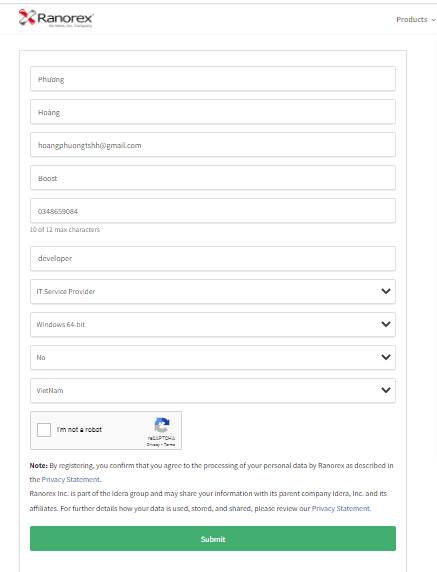 Ranorex
An Idera, Inc. Company
Products
Phương
Hoàng
hoangphuongtshh@gmail.com
Boost
0348659084
10 of 12 max characters
developer
IT Service Provider
Windows 64-bit
No
VietNam
I'm not a robot
reCAPTCHA
Privacy - Terms
Note: By registering, you confirm that you agree to the processing of your personal data by Ranorex as described in
the Privacy Statement.
Ranorex Inc. is part of the Idera group and may share your information with its parent company Idera, Inc. and its
affiliates. For further details how your data is used, stored, and shared, please review our Privacy Statement.
Submit